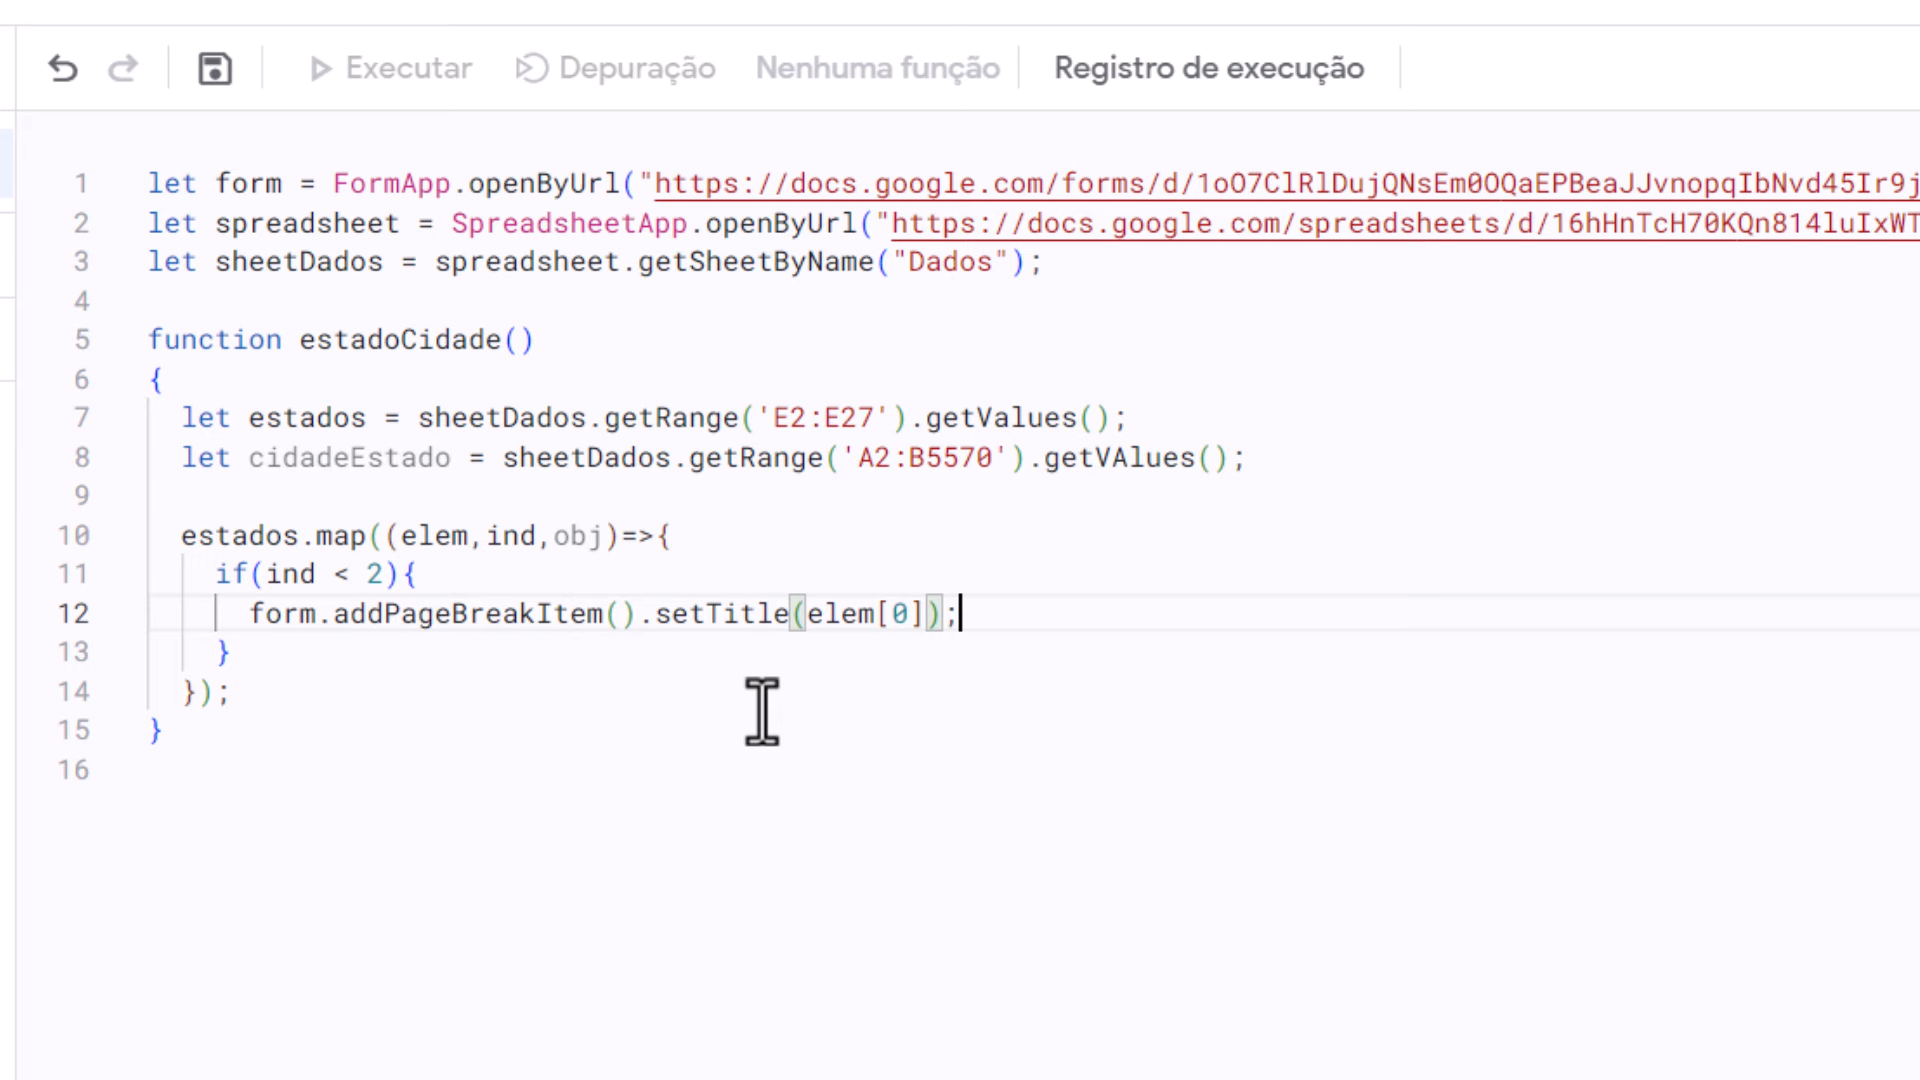 Executar Depuração Nenhuma função Registro de execução
1 let form = FormApp.openByUrl("https://docs.google.com/forms/d/1oO7ClRlDujQNsEm0OQaEPBeaJJvnopqIbNvd45Ir9j
2 let spreadsheet = SpreadsheetApp.openByUrl("https://docs.google.com/spreadsheets/d/16hHnTcH70KQn814luIxWT
3 let sheetDados = spreadsheet.getSheetByName("Dados");
4
5 function estadoCidade()
6 {
7 let estados = sheetDados.getRange('E2:E27').getValues();
8 let cidadeEstado = sheetDados.getRange('A2:B5570').getVAlues();
9
10 estados.map((elem,ind,obj)=>{
11 if(ind < 2){
12 form.addPageBreakItem().setTitle(elem[0]);
13 }
14 });
15 }
16